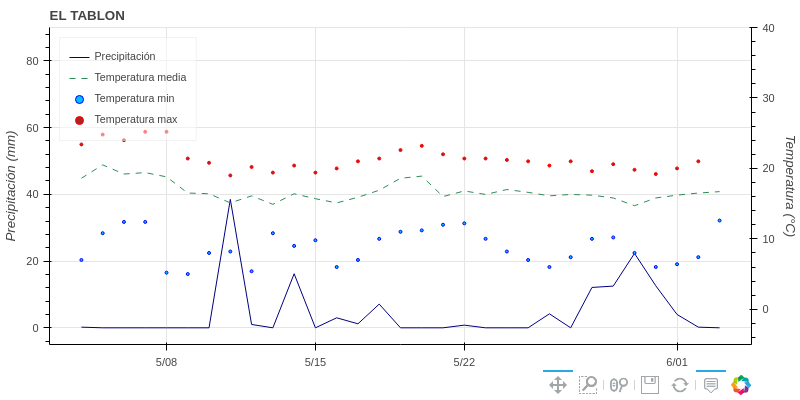 EL TABLON
Precipitación
Temperatura media
Temperatura min
Temperatura max
Precipitación (mm)
80
60
40
20
0
Temperatura (°C)
40
30
20
10
0
5/08
5/15
5/22
6/01